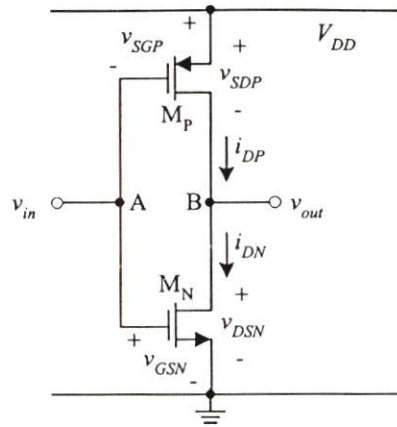 +
v_SGP
+
V_DD
-
v_SDP
M_P
-
i_DP
v_in
A
B
v_out
i_DN
M_N
+
v_DSN
+
v_GSN
-
-